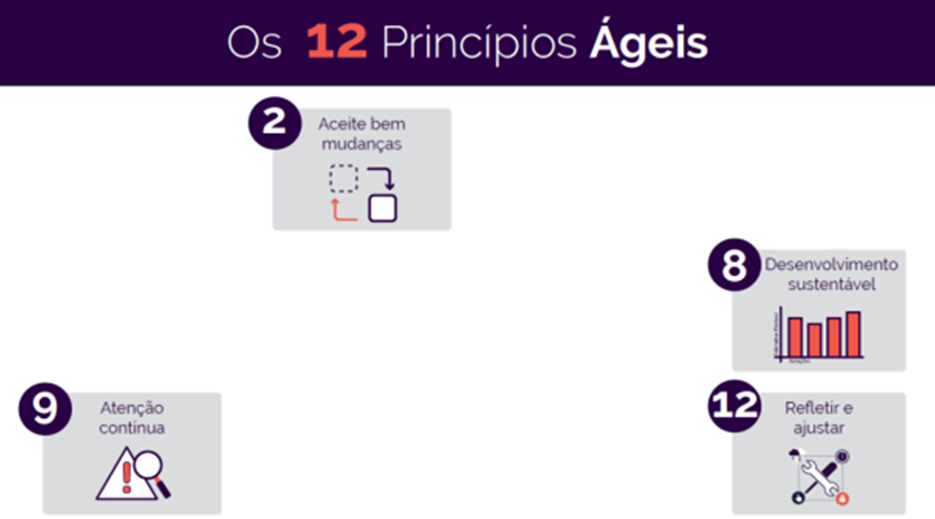 Os 12 Princípios Ágeis
2
Aceite bem
mudanças
8
Desenvolvimento
sustentável
9
Atenção
contínua
12
Refletir e
ajustar